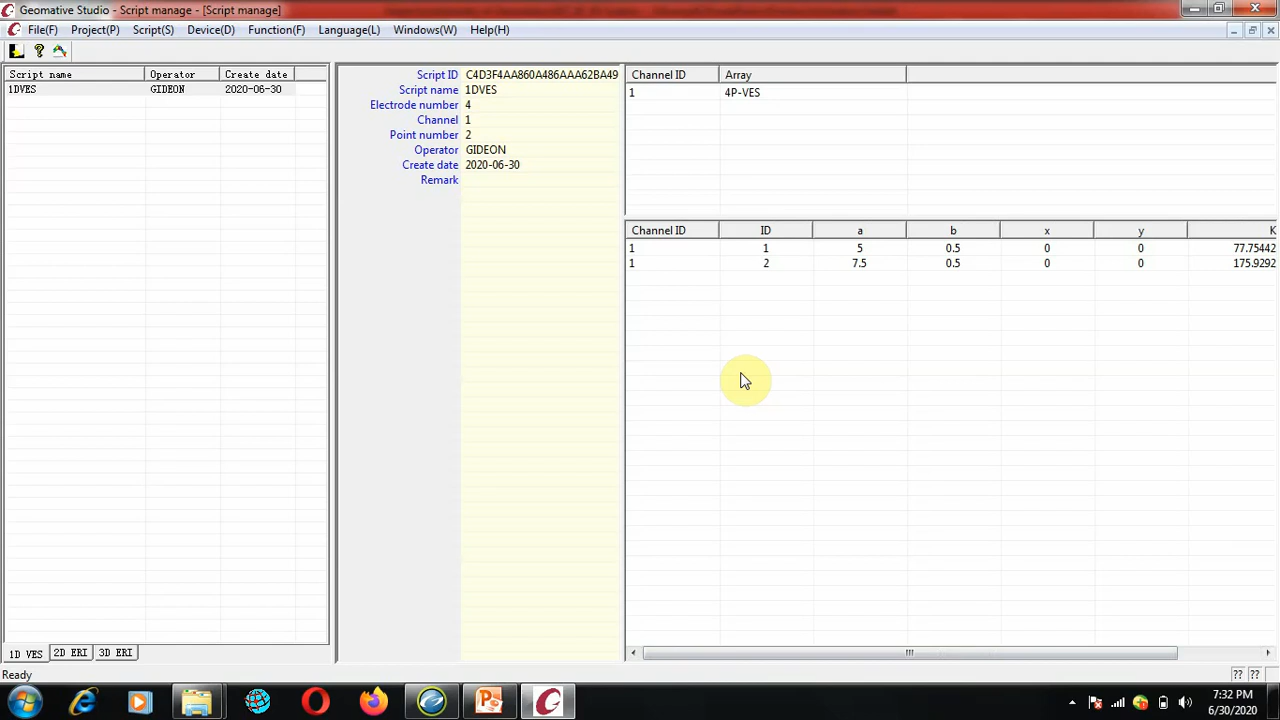 Geomative Studio - Script manage - [Script manage]
File(F) Project(P) Script(S) Device(D) Function(F) Language(L) Windows(W) Help(H)
Script name Operator Create date
1DVES GIDEON 2020-06-30
Script ID C4D3F4AA860A486AAA62BA49
Script name 1DVES
Electrode number 4
Channel 1
Point number 2
Operator GIDEON
Create date 2020-06-30
Remark
Channel ID Array
1 4P-VES
Channel ID ID a b x y K
1 1 5 0.5 0 0 77.75442
1 2 7.5 0.5 0 0 175.9292
1D VES 2D ERI 3D ERI
Ready ?? ??
7:32 PM
6/30/2020